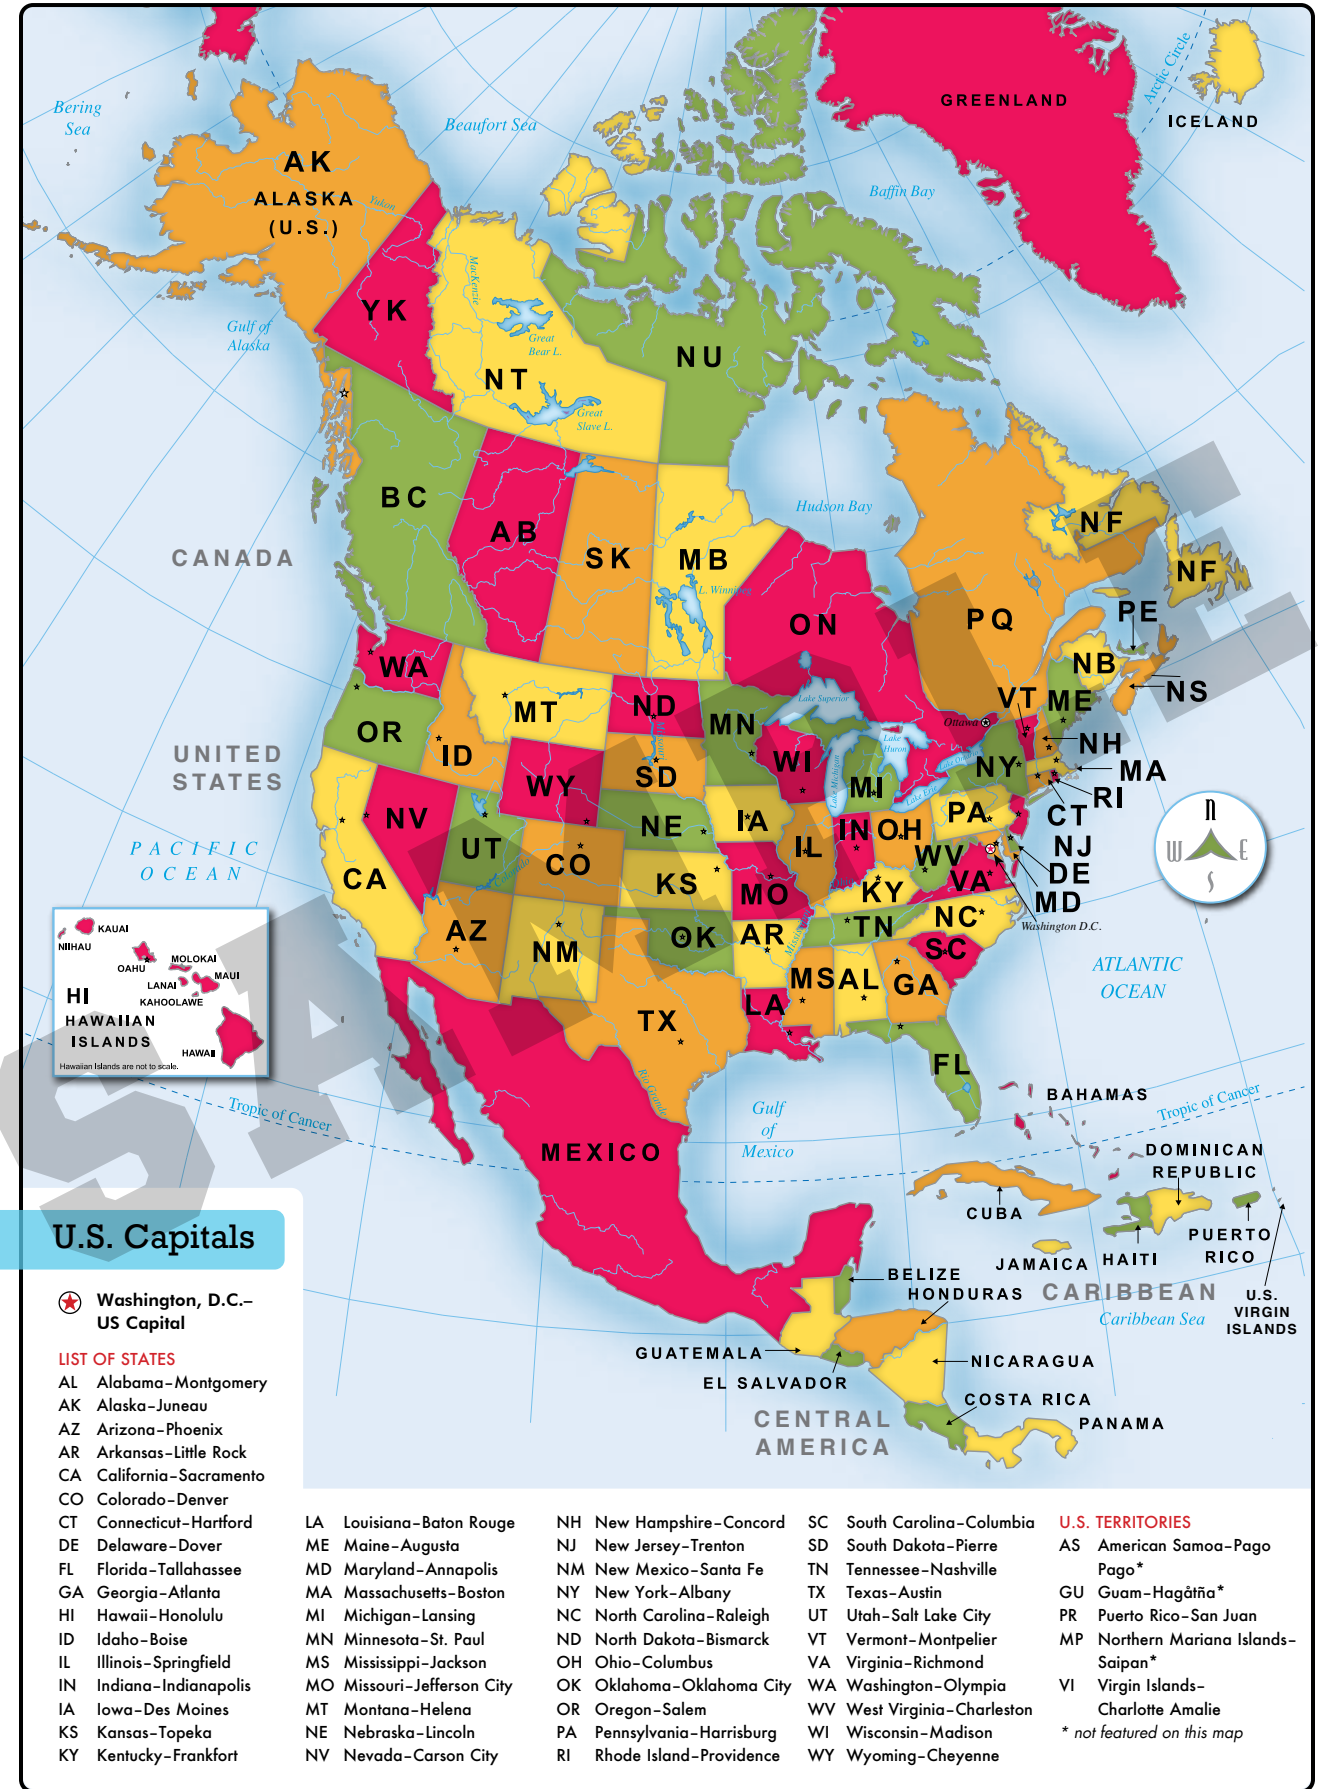 Bering
Sea
Beaufort Sea
GREENLAND
Arctic Circle
ICELAND
Baffin Bay
AK
ALASKA
(U.S.)
Yukon
YK
MacKenzie
Great
Bear L.
NT
Great
Slave L.
NU
Gulf of
Alaska
BC
AB
SK
MB
L. Winnipeg
Hudson Bay
ON
PQ
NF
NF
PE
NB
NS
CANADA
WA
OR
ID
MT
ND
SD
MN
WI
MI
Lake Superior
Lake Michigan
Lake
Huron
Lake Erie
Ottawa
VT
ME
NH
MA
RI
CT
NJ
DE
MD
NY
PA
UNITED
STATES
WY
NV
UT
CO
Colorado
NE
IA
IL
IN
OH
WV
VA
KS
MO
KY
CA
AZ
NM
OK
AR
TN
NC
SC
Washington D.C.
MS
AL
GA
LA
TX
FL
Rio Grande
N
W
E
S
PACIFIC
OCEAN
ATLANTIC
OCEAN
KAUAI
NIIHAU
OAHU
MOLOKAI
LANAI
MAUI
KAHOOLAWE
HI
HAWAIIAN
ISLANDS
HAWAII
Hawaiian Islands are not to scale.
Tropic of Cancer
Gulf
of
Mexico
MEXICO
BAHAMAS
Tropic of Cancer
DOMINICAN
REPUBLIC
CUBA
JAMAICA
HAITI
PUERTO
RICO
U.S.
VIRGIN
ISLANDS
BELIZE
HONDURAS
CARIBBEAN
Caribbean Sea
GUATEMALA
EL SALVADOR
NICARAGUA
COSTA RICA
PANAMA
CENTRAL
AMERICA
SAMPLE
U.S. Capitals
Washington, D.C.–
US Capital
LIST OF STATES
AL Alabama–Montgomery
AK Alaska–Juneau
AZ Arizona–Phoenix
AR Arkansas–Little Rock
CA California–Sacramento
CO Colorado–Denver
CT Connecticut–Hartford
DE Delaware–Dover
FL Florida–Tallahassee
GA Georgia–Atlanta
HI Hawaii–Honolulu
ID Idaho–Boise
IL Illinois–Springfield
IN Indiana–Indianapolis
IA Iowa–Des Moines
KS Kansas–Topeka
KY Kentucky–Frankfort
LA Louisiana–Baton Rouge
ME Maine–Augusta
MD Maryland–Annapolis
MA Massachusetts–Boston
MI Michigan–Lansing
MN Minnesota–St. Paul
MS Mississippi–Jackson
MO Missouri–Jefferson City
MT Montana–Helena
NE Nebraska–Lincoln
NV Nevada–Carson City
NH New Hampshire–Concord
NJ New Jersey–Trenton
NM New Mexico–Santa Fe
NY New York–Albany
NC North Carolina–Raleigh
ND North Dakota–Bismarck
OH Ohio–Columbus
OK Oklahoma–Oklahoma City
OR Oregon–Salem
PA Pennsylvania–Harrisburg
RI Rhode Island–Providence
SC South Carolina–Columbia
SD South Dakota–Pierre
TN Tennessee–Nashville
TX Texas–Austin
UT Utah–Salt Lake City
VT Vermont–Montpelier
VA Virginia–Richmond
WA Washington–Olympia
WV West Virginia–Charleston
WI Wisconsin–Madison
WY Wyoming–Cheyenne
U.S. TERRITORIES
AS American Samoa–Pago
Pago*
GU Guam–Hagåtña*
PR Puerto Rico–San Juan
MP Northern Mariana Islands–
Saipan*
VI Virgin Islands–
Charlotte Amalie
* not featured on this map